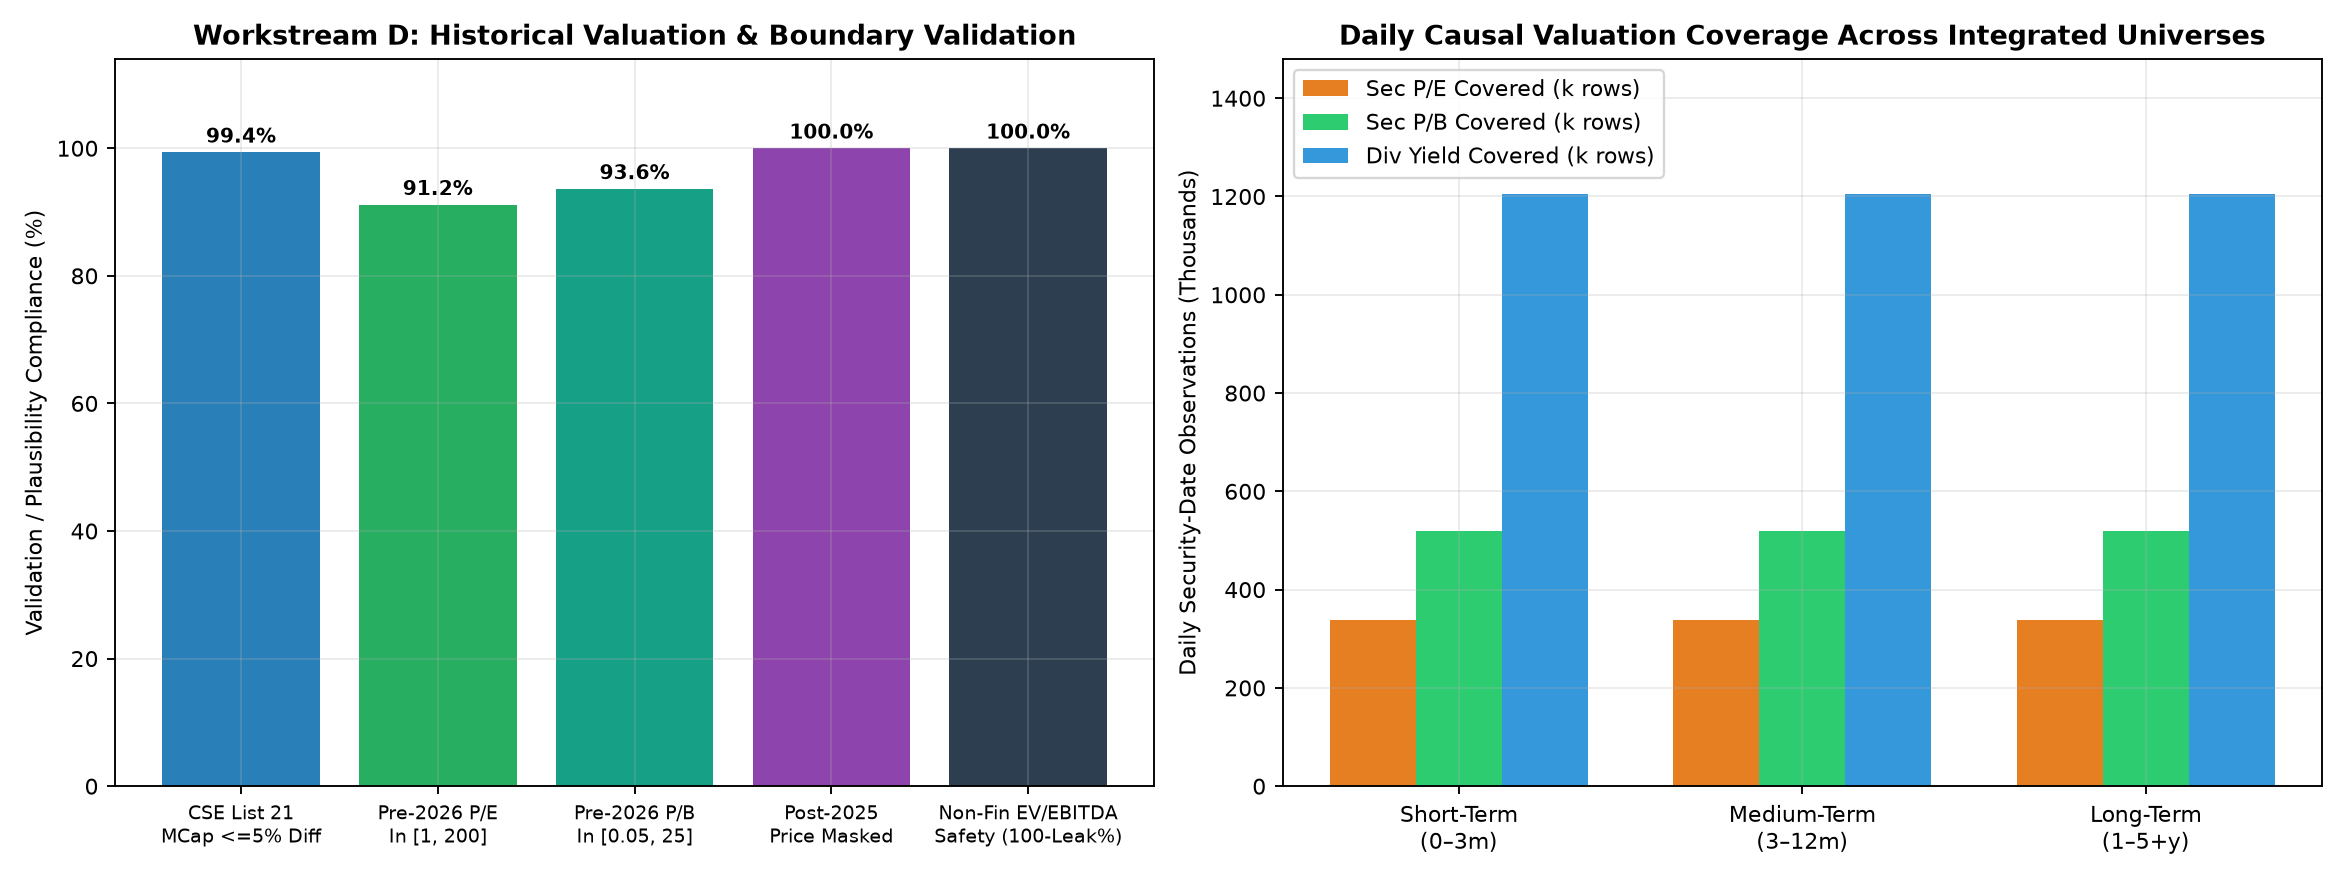 Workstream D: Historical Valuation & Boundary Validation
Validation / Plausibility Compliance (%)
100
80
60
40
20
0
99.4%
91.2%
93.6%
100.0%
100.0%
CSE List 21
MCap <=5% Diff
Pre-2026 P/E
In [1, 200]
Pre-2026 P/B
In [0.05, 25]
Post-2025
Price Masked
Non-Fin EV/EBITDA
Safety (100-Leak%)
Daily Causal Valuation Coverage Across Integrated Universes
Daily Security-Date Observations (Thousands)
1400
1200
1000
800
600
400
200
0
Sec P/E Covered (k rows)
Sec P/B Covered (k rows)
Div Yield Covered (k rows)
Short-Term
(0–3m)
Medium-Term
(3–12m)
Long-Term
(1–5+y)